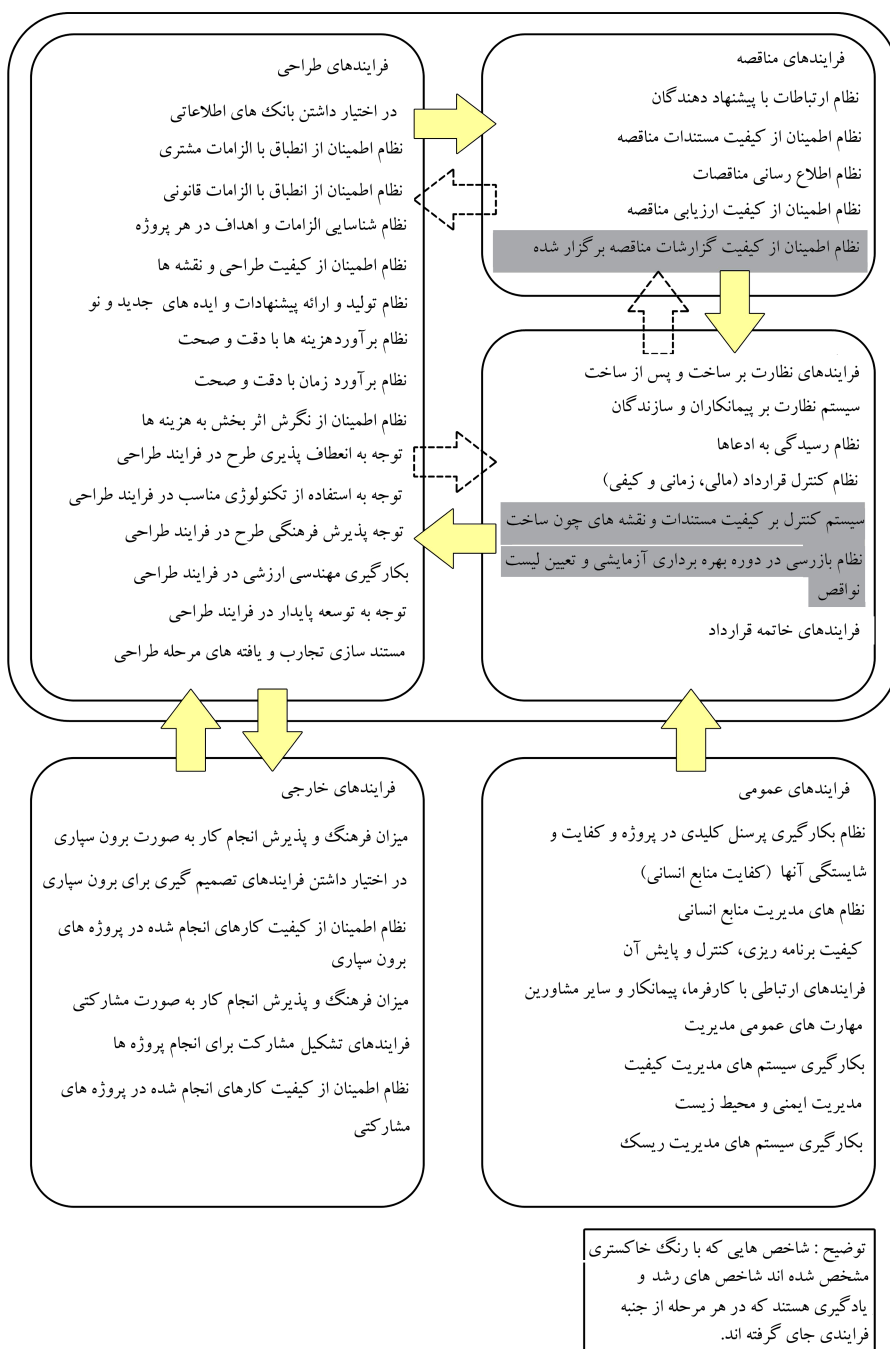 فرایندهای مناقصه
نظام ارتباطات با پیشنهاد دهندگان
نظام اطمینان از کیفیت مستندات مناقصه
نظام اطلاع رسانی مناقصات
نظام اطمینان از کیفیت ارزیابی مناقصه
نظام اطمینان از کیفیت گزارشات مناقصه برگزار شده
فرایندهای طراحی
در اختیار داشتن بانک های اطلاعاتی
نظام اطمینان از انطباق با الزامات مشتری
نظام اطمینان از انطباق با الزامات قانونی
نظام شناسایی الزامات و اهداف در هر پروژه
نظام اطمینان از کیفیت طراحی و نقشه ها
نظام تولید و ارائه پیشنهادات و ایده های جدید و نو
نظام برآوردهزینه ها با دقت و صحت
نظام برآورد زمان با دقت و صحت
نظام اطمینان از نگرش اثر بخش به هزینه ها
توجه به انعطاف پذیری طرح در فرایند طراحی
توجه به استفاده از تکنولوژی مناسب در فرایند طراحی
توجه پذیرش فرهنگی طرح در فرایند طراحی
بکارگیری مهندسی ارزشی در فرایند طراحی
توجه به توسعه پایدار در فرایند طراحی
مستند سازی تجارب و یافته های مرحله طراحی
فرایندهای نظارت بر ساخت و پس از ساخت
سیستم نظارت بر پیمانکاران و سازندگان
نظام رسیدگی به ادعاها
نظام کنترل قرارداد (مالی، زمانی و کیفی)
سیستم کنترل بر کیفیت مستندات و نقشه های چون ساخت
نظام بازرسی در دوره بهره برداری آزمایشی و تعیین لیست
نواقص
فرایندهای خاتمه قرارداد
فرایندهای عمومی
نظام بکارگیری پرسنل کلیدی در پروژه و کفایت و
شایستگی آنها (کفایت منابع انسانی)
نظام های مدیریت منابع انسانی
کیفیت برنامه ریزی، کنترل و پایش آن
فرایندهای ارتباطی با کارفرما، پیمانکار و سایر مشاورین
مهارت های عمومی مدیریت
بکارگیری سیستم های مدیریت کیفیت
مدیریت ایمنی و محیط زیست
بکارگیری سیستم های مدیریت ریسک
فرایندهای خارجی
میزان فرهنگ و پذیرش انجام کار به صورت برون سپاری
در اختیار داشتن فرایندهای تصمیم گیری برای برون سپاری
نظام اطمینان از کیفیت کارهای انجام شده در پروژه های
برون سپاری
میزان فرهنگ و پذیرش انجام کار به صورت مشارکتی
فرایندهای تشکیل مشارکت برای انجام پروژه ها
نظام اطمینان از کیفیت کارهای انجام شده در پروژه های
مشارکتی
توضیح : شاخص هایی که با رنگ خاکستری
مشخص شده اند شاخص های رشد و
یادگیری هستند که در هر مرحله از جنبه
فرایندی جای گرفته اند.